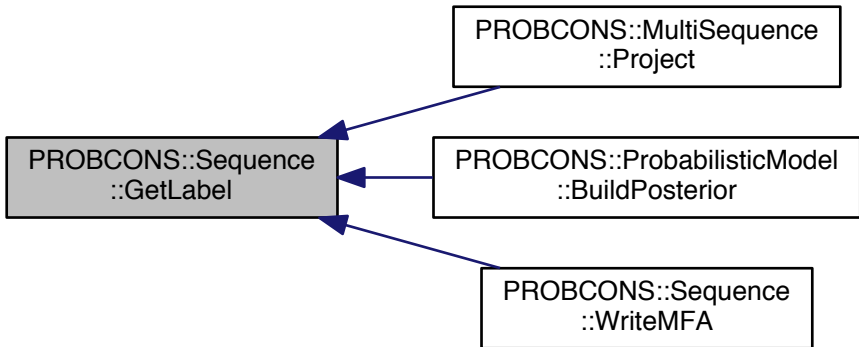 PROBCONS::MultiSequence
::Project
PROBCONS::Sequence
::GetLabel
PROBCONS::ProbabilisticModel
::BuildPosterior
PROBCONS::Sequence
::WriteMFA